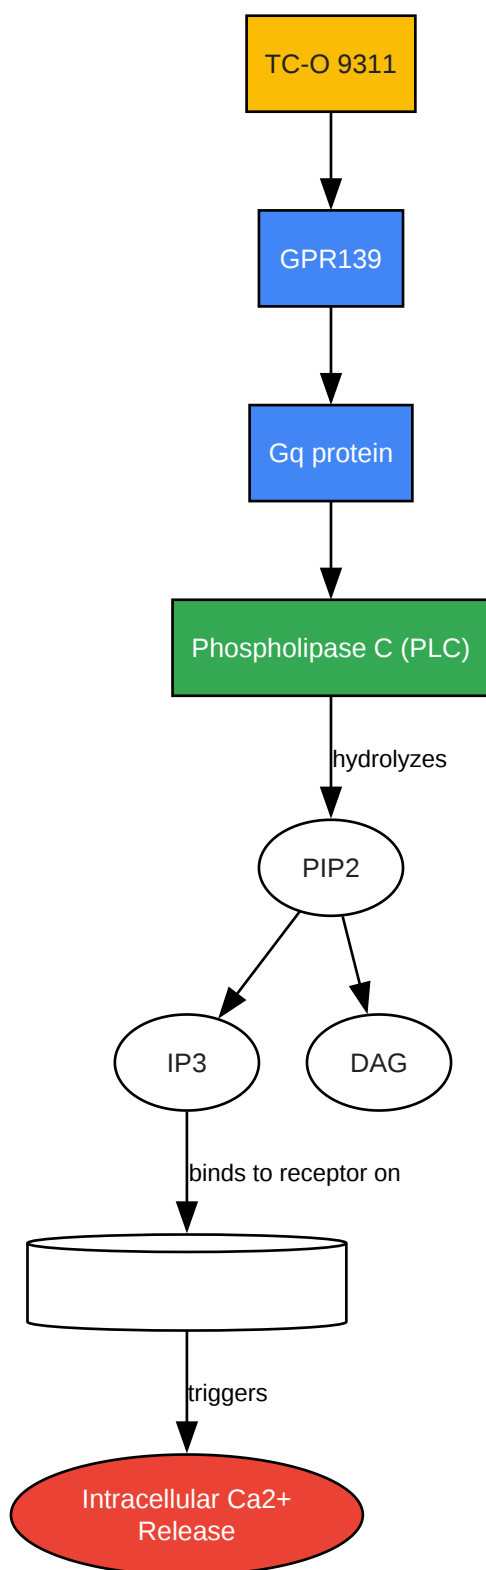 TC-O 9311
GPR139
Gq protein
Phospholipase C (PLC)
hydrolyzes
PIP2
IP3
DAG
binds to receptor on
triggers
Intracellular Ca2+
Release